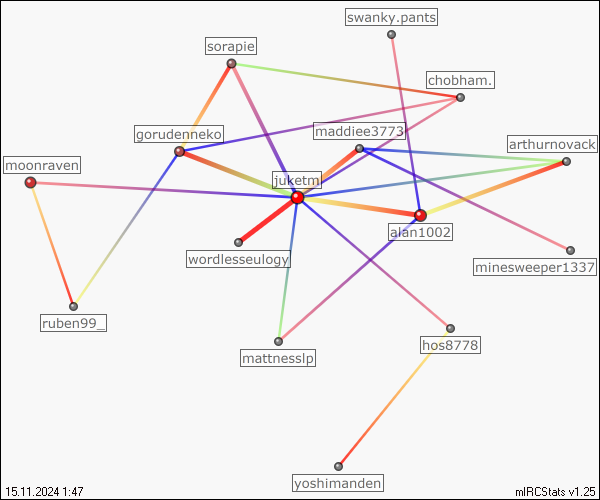 swanky.pants
sorapie
chobham.
maddiee3773
gorudenneko
arthurnovack
moonraven
juketml
alan1002
wordlesseulogy
minesweeper1337
ruben99_
hos8778
mattnesslp
yoshimanden
15.11.2024 1:47
mIRCStats v1.25